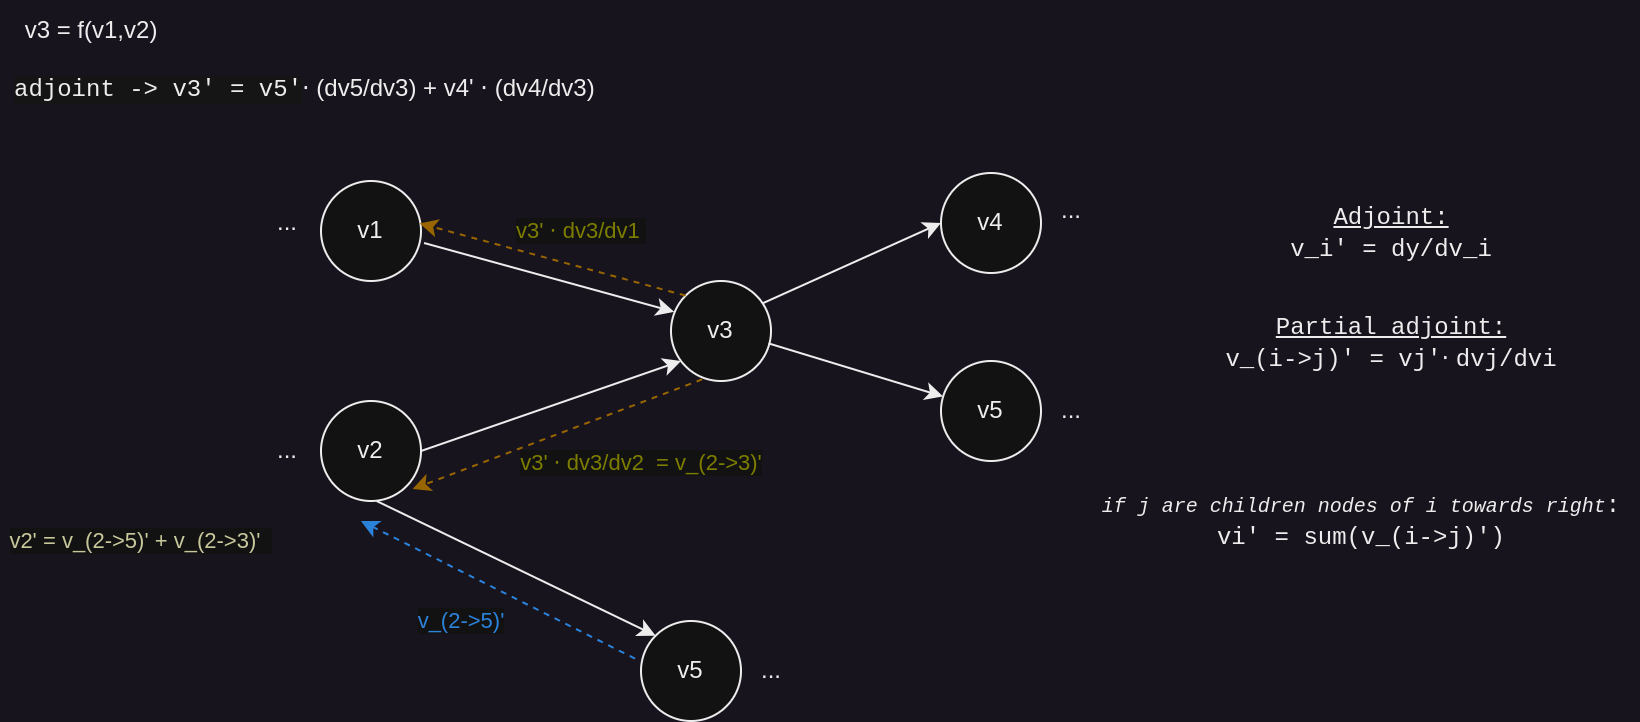 v3 = f(v1,v2)
adjoint -> v3' = v5'· (dv5/dv3) + v4' · (dv4/dv3)
v4
...
v1
...
v3' · dv3/dv1
Adjoint:
v_i' = dy/dv_i
v3
Partial adjoint:
v_(i->j)' = vj'· dvj/dvi
v5
...
v2
...
v3' · dv3/dv2  = v_(2->3)'
if j are children nodes of i towards right:
vi' = sum(v_(i->j)')
v2' = v_(2->5)' + v_(2->3)'
v_(2->5)'
v5
...